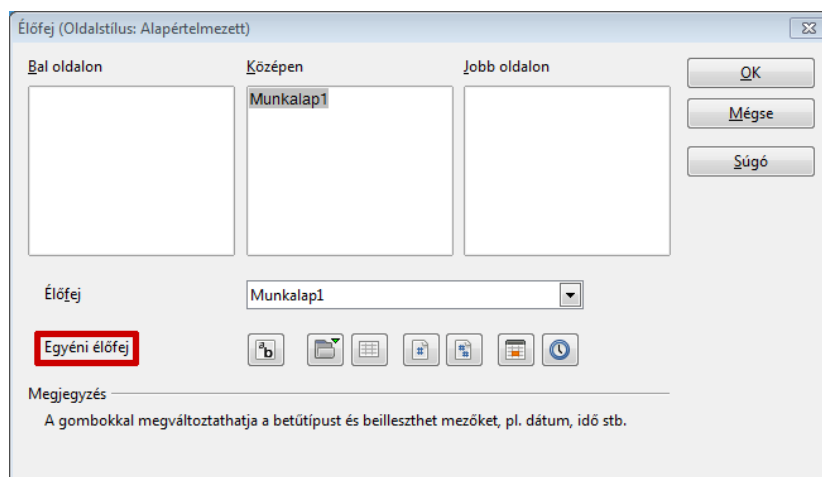 Élőfej (Oldalstílus: Alapértelmezett)
Bal oldalon
Középen
Jobb oldalon
Munkalap1
OK
Mégse
Súgó
Élőfej
Munkalap1
Egyéni élőfej
ab
#
Megjegyzés
A gombokkal megváltoztathatja a betűtípust és beilleszthet mezőket, pl. dátum, idő stb.